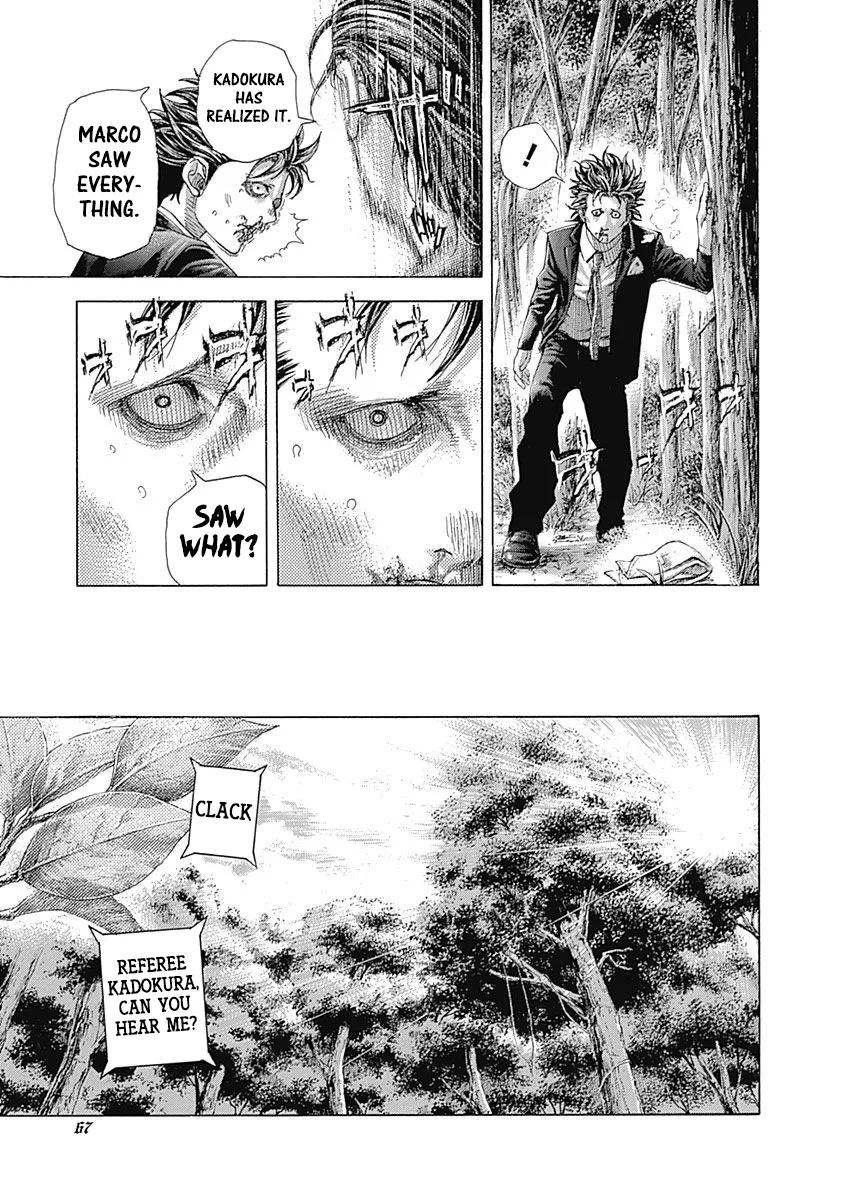 !
KADOKURA
HAS
REALIZED IT.
MARCO
SAW
EVERY-
THING.
SAW
WHAT?
CLACK
REFEREE
KADOKURA,
CAN YOU
HEAR ME?
67